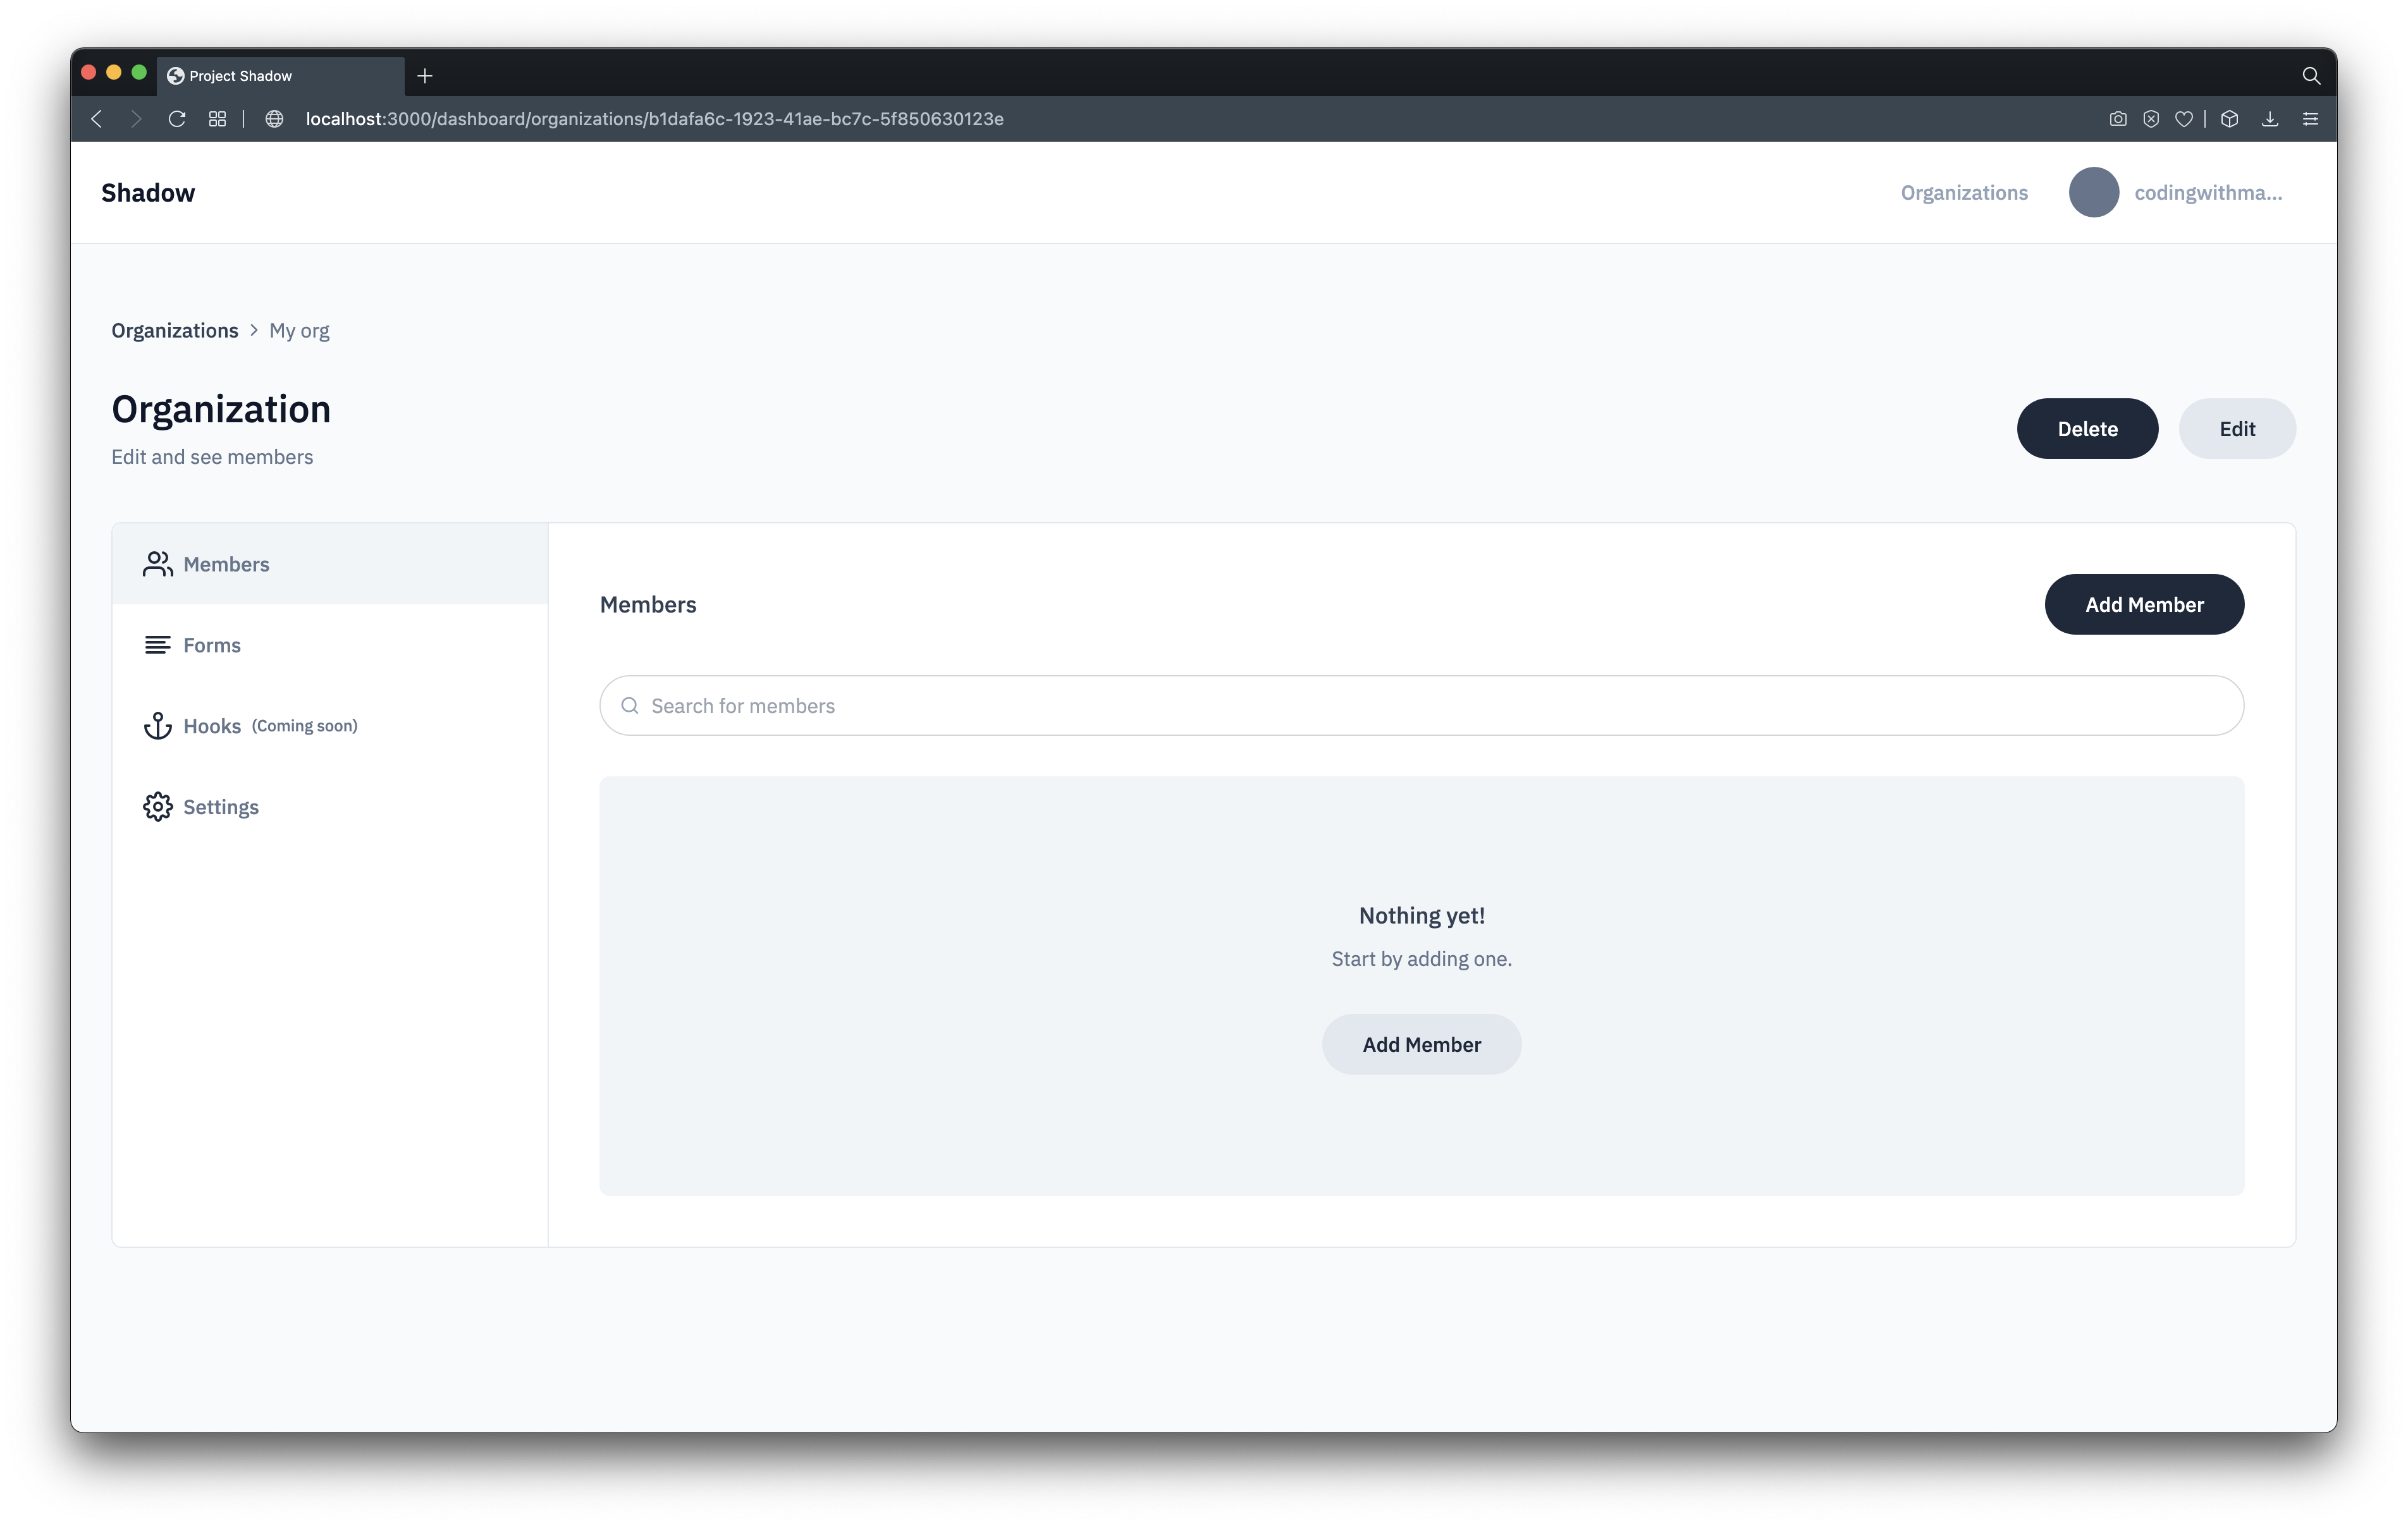 Project Shadow
localhost:3000/dashboard/organizations/b1dafa6c-1923-41ae-bc7c-5f850630123e
Shadow
Organizations
codingwithma...
Organizations > My org
Organization
Edit and see members
Delete
Edit
Members
Forms
Hooks (Coming soon)
Settings
Members
Add Member
Search for members
Nothing yet!
Start by adding one.
Add Member